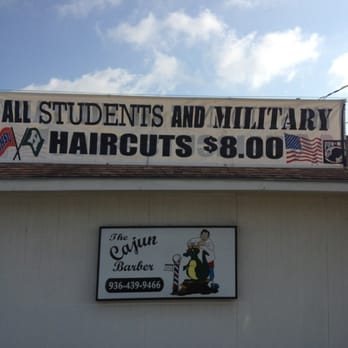 ALL STUDENTS AND MILITARY
HAIRCUTS $8.00
The
Cajun
Barber
936-439-9466